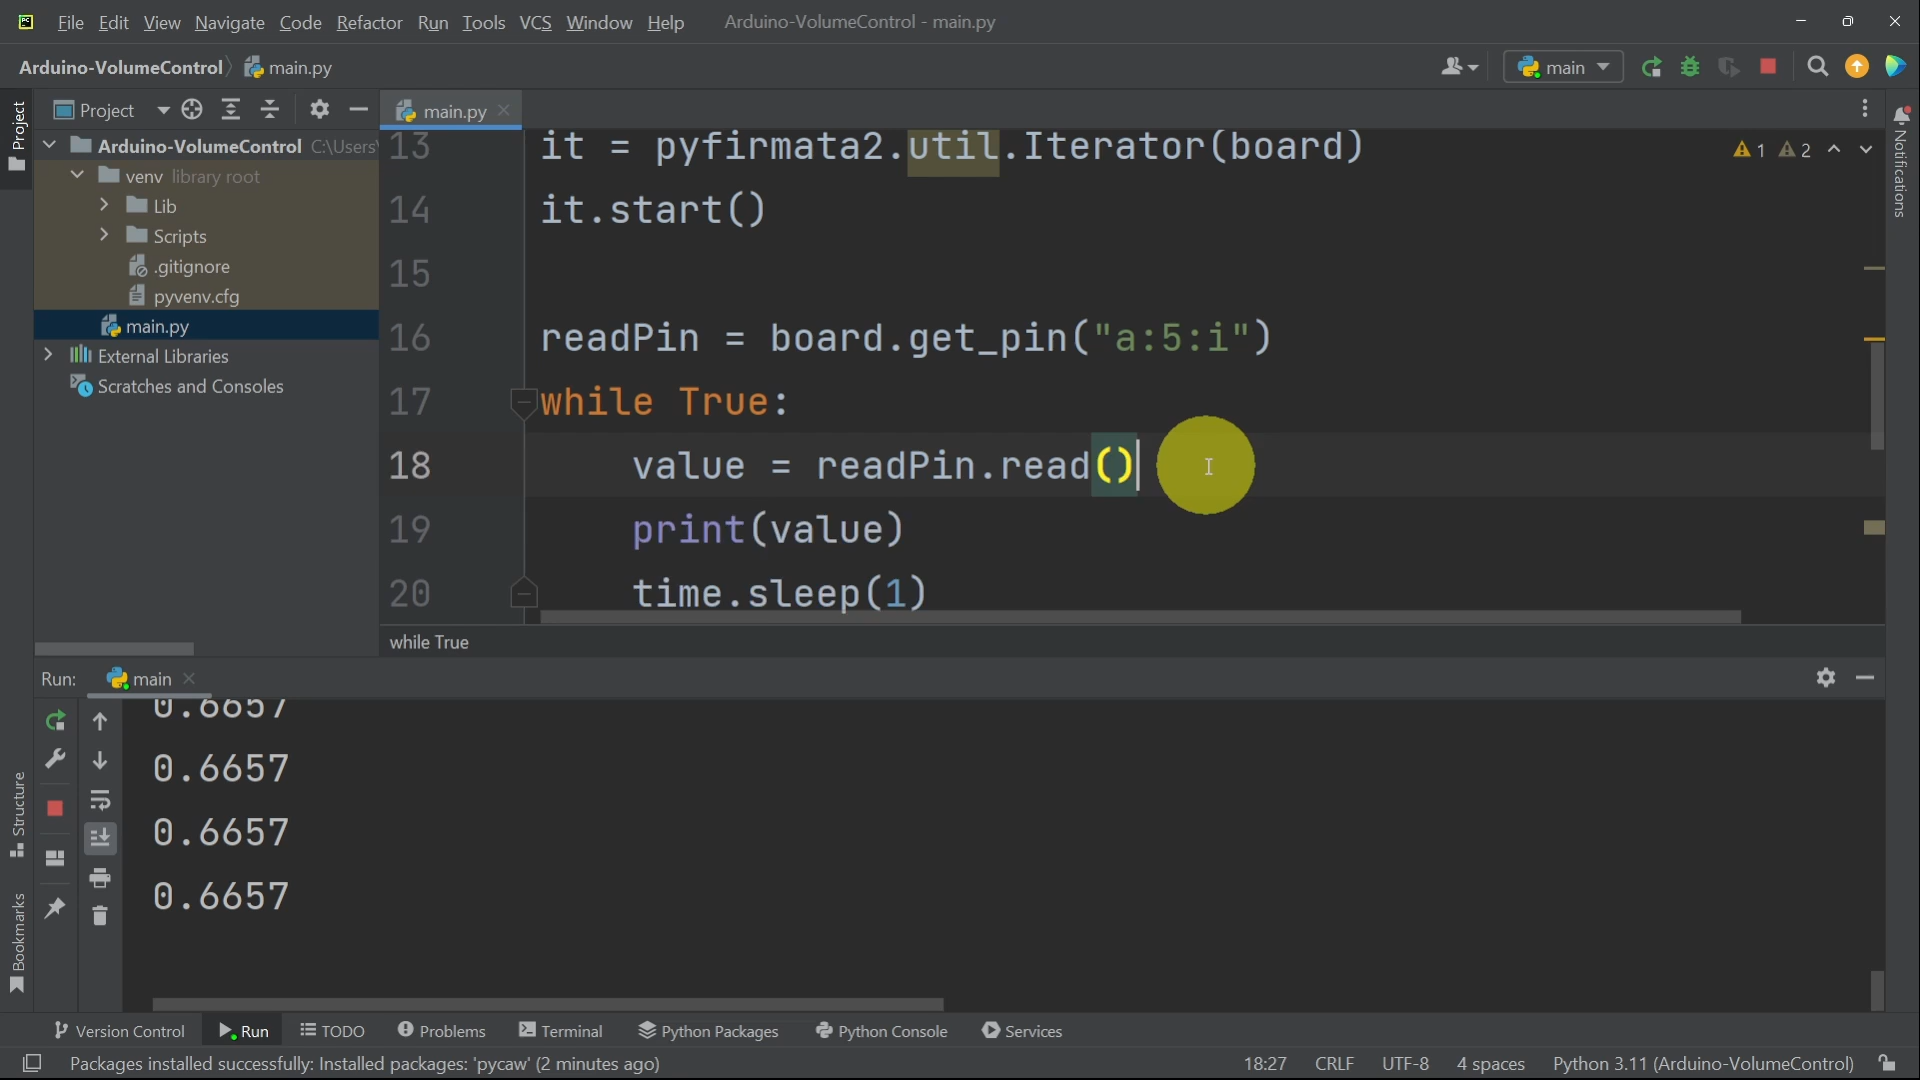 File Edit View Navigate Code Refactor Run Tools VCS Window Help Arduino-VolumeControl - main.py
Arduino-VolumeControl main.py main
Project main.py
Project
Arduino-VolumeControl C:\Users\
venv library root
Lib
Scripts
.gitignore
pyvenv.cfg
main.py
External Libraries
Scratches and Consoles
13 it = pyfirmata2.util.Iterator(board)
14 it.start()
15
16 readPin = board.get_pin("a:5:i")
17 while True:
18 value = readPin.read()
19 print(value)
20 time.sleep(1)
1 2
Notifications
while True
Run: main
0.6657
0.6657
0.6657
0.6657
Structure
Bookmarks
Version Control Run TODO Problems Terminal Python Packages Python Console Services
Packages installed successfully: Installed packages: 'pycaw' (2 minutes ago) 18:27 CRLF UTF-8 4 spaces Python 3.11 (Arduino-VolumeControl)